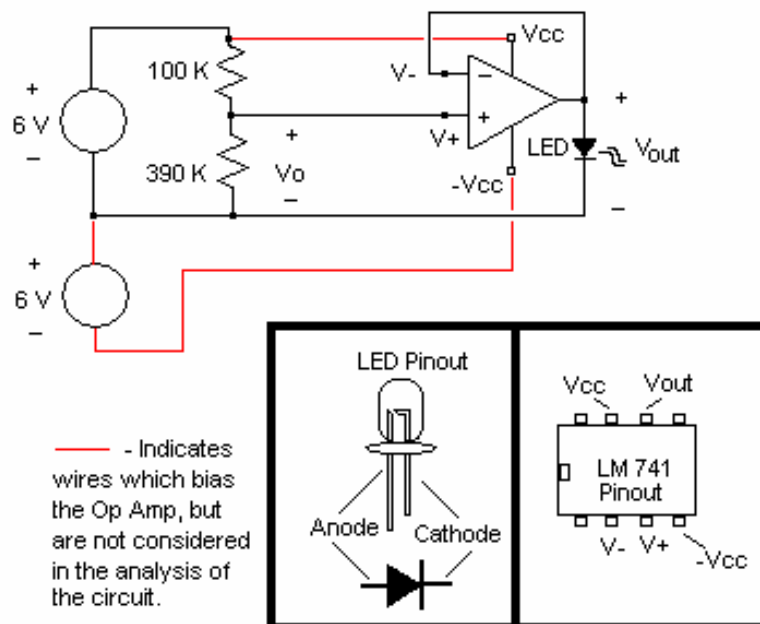 Vcc
100 K
V-
−
+
+
+
6 V
V+
+
LED
Vout
−
390 K
Vo
−
-Vcc
−
+
6 V
−
LED Pinout
Vcc
Vout
- Indicates
wires which bias
the Op Amp, but
are not considered
in the analysis of
the circuit.
LM 741
Pinout
Anode
Cathode
V-
V+
-Vcc